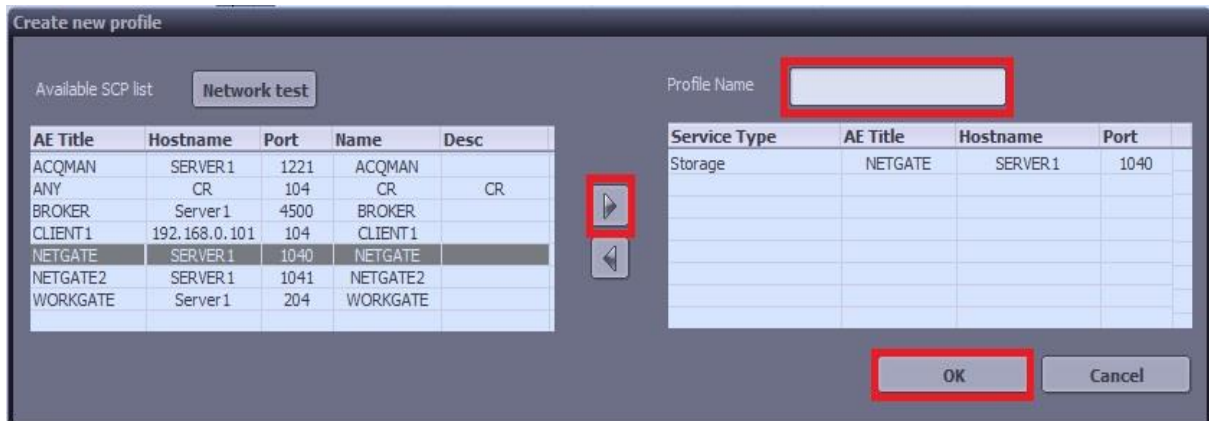 Create new profile
Available SCP list Network test Profile Name
AE Title Hostname Port Name Desc
ACQMAN SERVER1 1221 ACQMAN
ANY CR 104 CR CR
BROKER Server1 4500 BROKER
CLIENT1 192.168.0.101 104 CLIENT1
NETGATE SERVER1 1040 NETGATE
NETGATE2 SERVER1 1041 NETGATE2
WORKGATE Server1 204 WORKGATE
Service Type AE Title Hostname Port
Storage NETGATE SERVER1 1040
OK Cancel